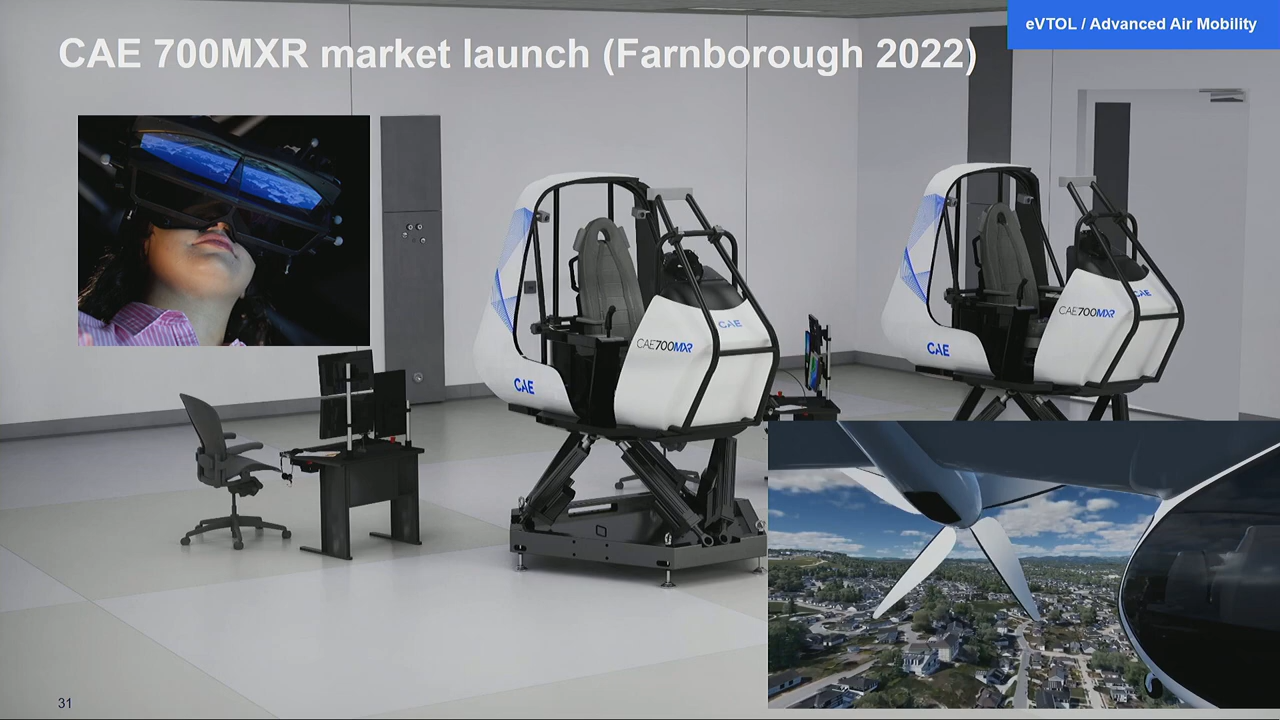 eVTOL / Advanced Air Mobility
CAE 700MXR market launch (Farnborough 2022)
CAE
CAE700MXR
CAE
CAE
CAE700MXR
CAE
31